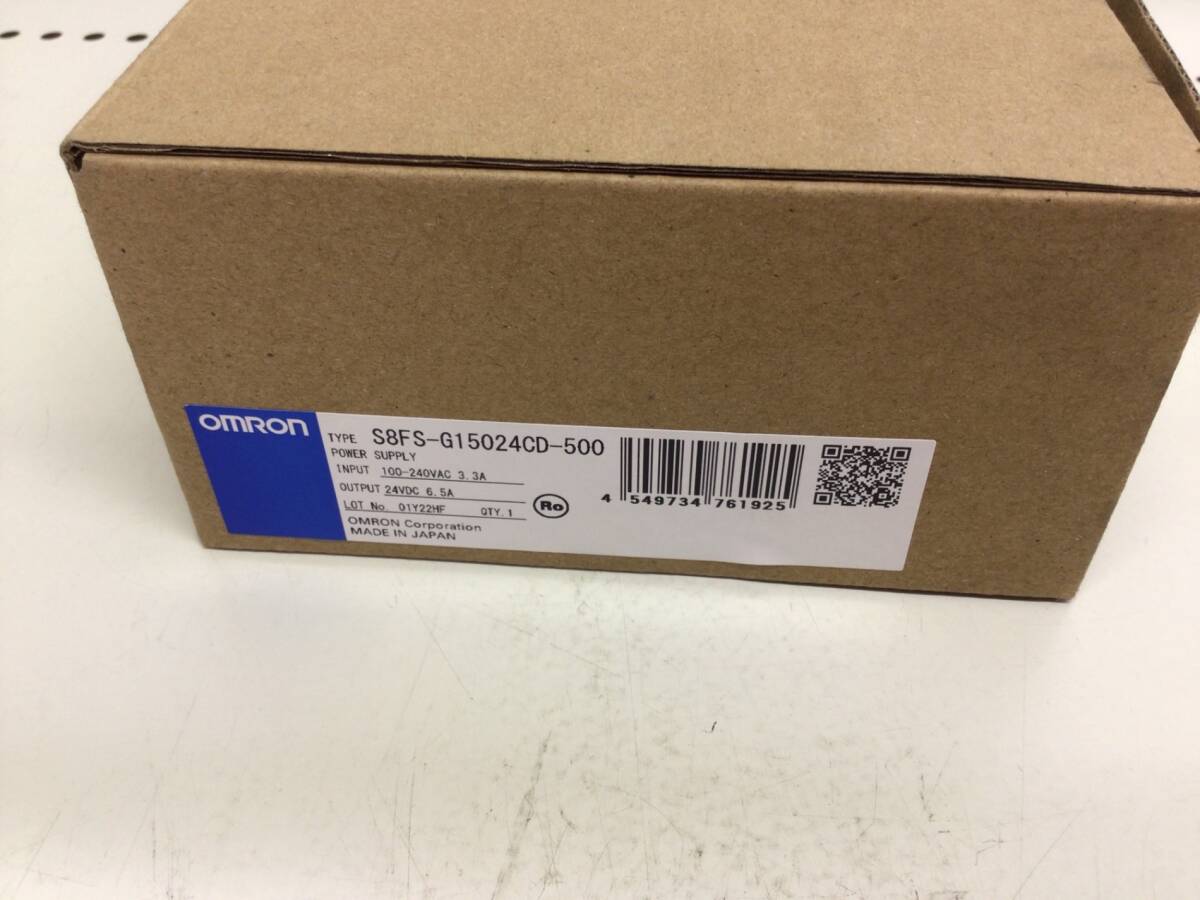 OMRON
TYPE S8FS-G15024CD-500
POWER SUPPLY
INPUT 100-240VAC 3.3A
OUTPUT 24VDC 6.5A
LOT No. 01Y22HF QTY. 1
OMRON Corporation
MADE IN JAPAN
Ro
4 549734 761925